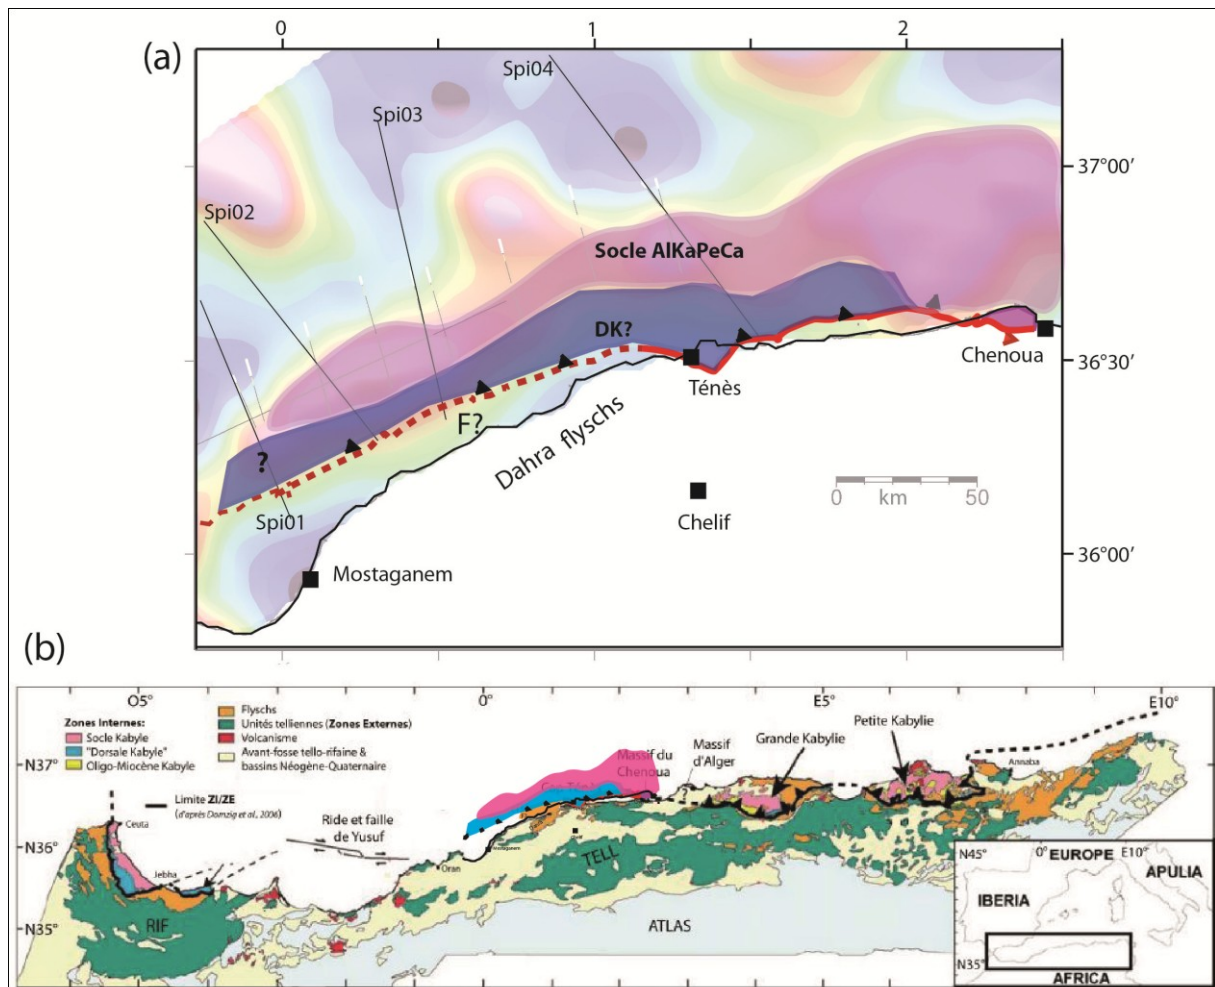 (a)
0
1
2
Spi04
Spi03
Spi02
37°00'
Socle AlKaPeCa
DK?
Chenoua
36°30'
Ténès
F?
Dahra flyschs
?
Spi01
0 km 50
Chelif
36°00'
Mostaganem
(b)
O5°
0°
E5°
E10°
Zones Internes:
Socle Kabyle
"Dorsale Kabyle"
Oligo-Miocène Kabyle
Flyschs
Unités telliennes (Zones Externes)
Volcanisme
Avant-fosse tello-rifaine &
bassins Néogène-Quaternaire
Limite ZI/ZE
(d'après Domzig et al., 2006)
Petite Kabylie
Grande Kabylie
Massif
d'Alger
Massif du
Chenoua
Annaba
N37°
N36°
N35°
Ceuta
Jebha
Ride et faille
de Yusuf
Oran
Mostaganem
TELL
RIF
ATLAS
N45°
0°
EUROPE
E10°
APULIA
IBERIA
N35°
AFRICA